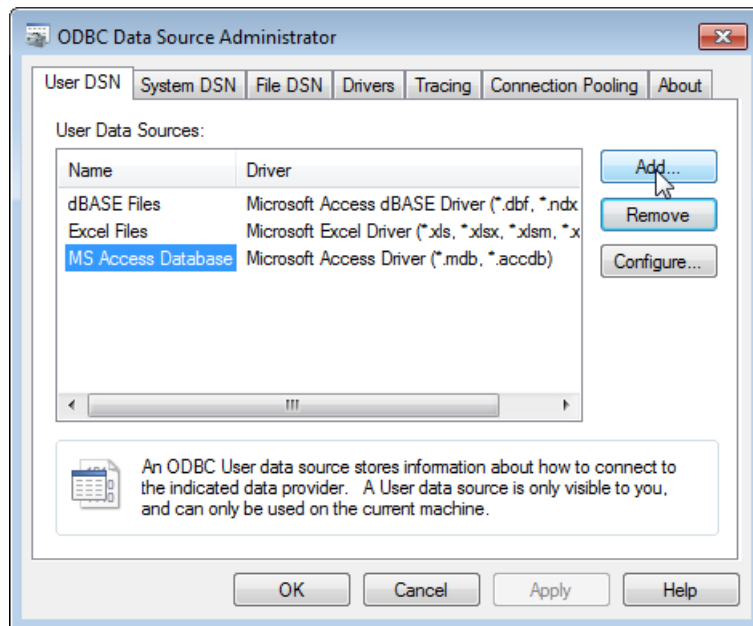 ODBC Data Source Administrator
User DSN System DSN File DSN Drivers Tracing Connection Pooling About
User Data Sources:
Name Driver
dBASE Files Microsoft Access dBASE Driver (*.dbf, *.ndx
Excel Files Microsoft Excel Driver (*.xls, *.xlsx, *.xlsm, *.x
MS Access Database Microsoft Access Driver (*.mdb, *.accdb)
Add...
Remove
Configure...
An ODBC User data source stores information about how to connect to
the indicated data provider. A User data source is only visible to you,
and can only be used on the current machine.
OK Cancel Apply Help